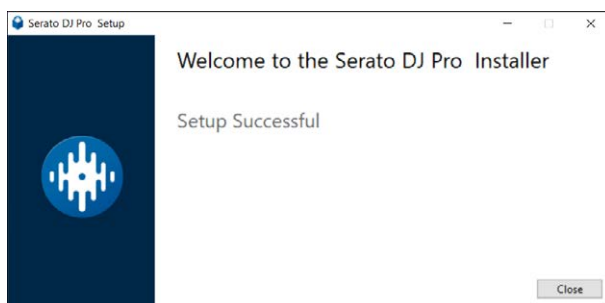 Serato DJ Pro  Setup
Welcome to the Serato DJ Pro  Installer
Setup Successful
Close